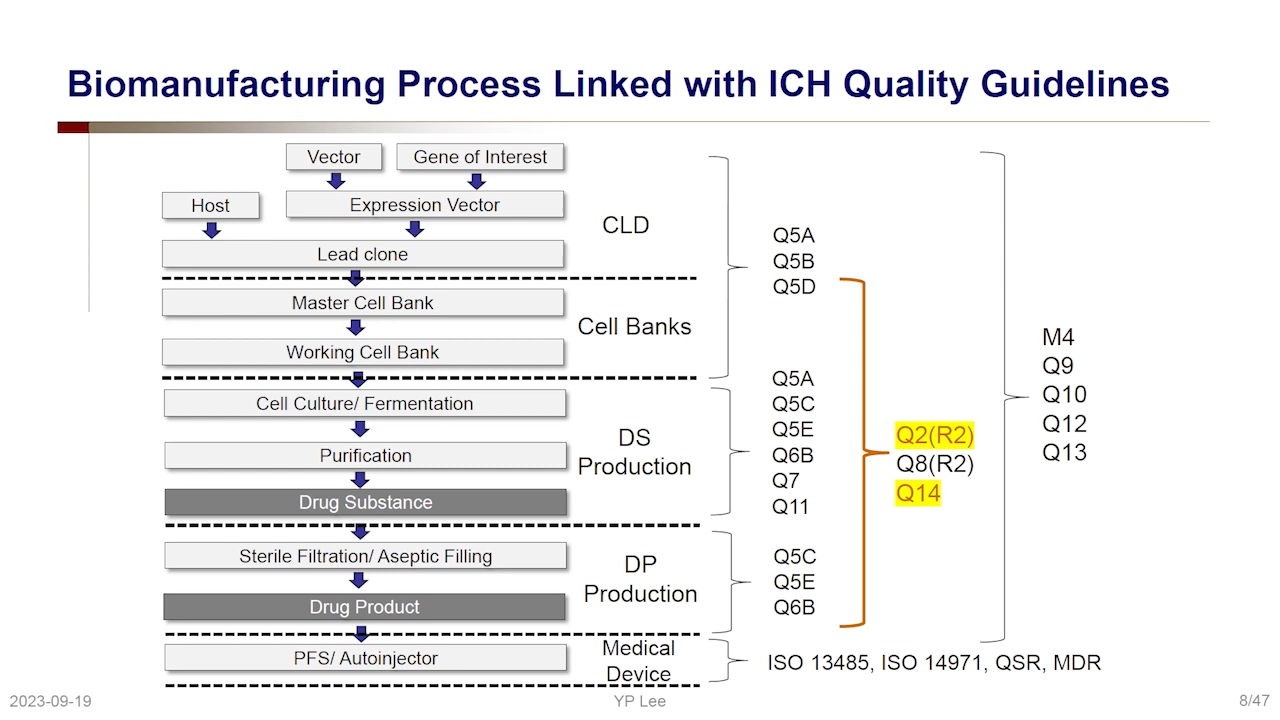 Biomanufacturing Process Linked with ICH Quality Guidelines
Vector
Gene of Interest
Host
Expression Vector
Lead clone
CLD
Master Cell Bank
Working Cell Bank
Cell Banks
Q5A
Q5B
Q5D
Cell Culture/ Fermentation
Purification
Drug Substance
DS
Production
Q5A
Q5C
Q5E
Q6B
Q7
Q11
Sterile Filtration/ Aseptic Filling
Drug Product
DP
Production
Q5C
Q5E
Q6B
Q2(R2)
Q8(R2)
Q14
M4
Q9
Q10
Q12
Q13
PFS/ Autoinjector
Medical
Device
ISO 13485, ISO 14971, QSR, MDR
2023-09-19
YP Lee
8/47